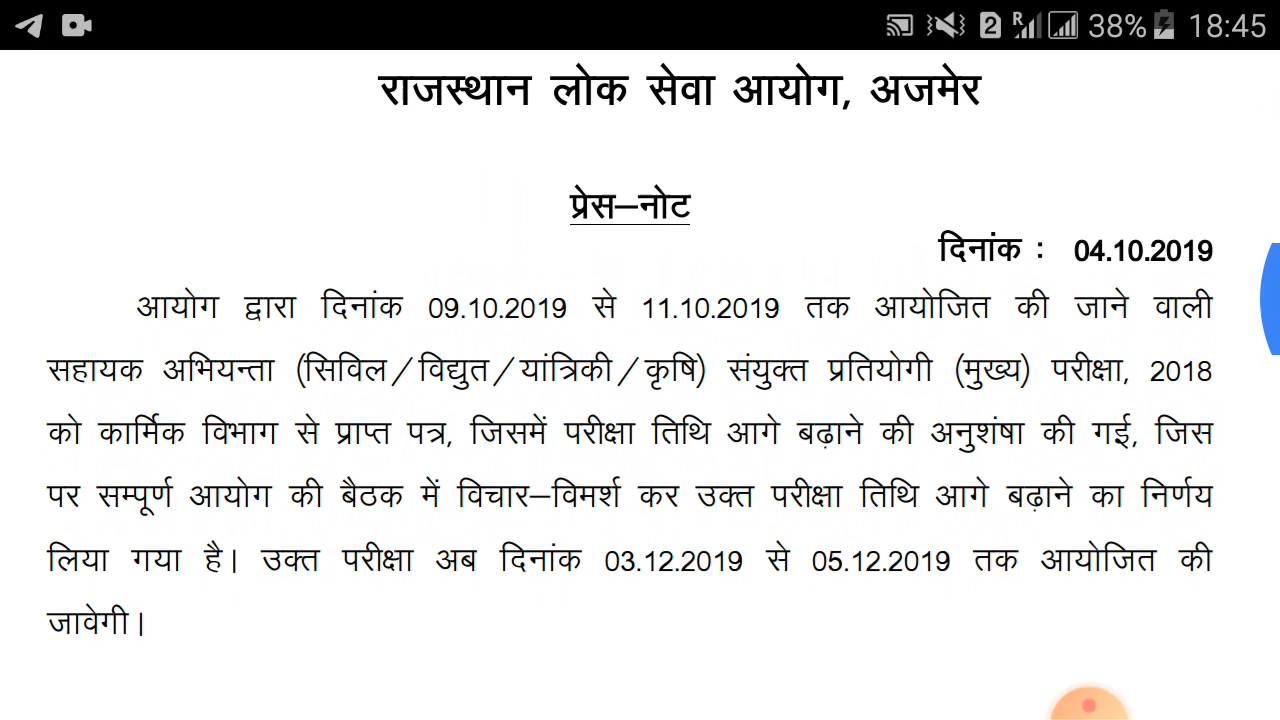 2 R 38% 18:45
राजस्थान लोक सेवा आयोग, अजमेर
प्रेस–नोट
दिनांक : 04.10.2019
आयोग द्वारा दिनांक 09.10.2019 से 11.10.2019 तक आयोजित की जाने वाली
सहायक अभियन्ता (सिविल/विद्युत/यांत्रिकी/कृषि) संयुक्त प्रतियोगी (मुख्य) परीक्षा, 2018
को कार्मिक विभाग से प्राप्त पत्र, जिसमें परीक्षा तिथि आगे बढ़ाने की अनुशंषा की गई, जिस
पर सम्पूर्ण आयोग की बैठक में विचार–विमर्श कर उक्त परीक्षा तिथि आगे बढ़ाने का निर्णय
लिया गया है। उक्त परीक्षा अब दिनांक 03.12.2019 से 05.12.2019 तक आयोजित की
जावेगी।